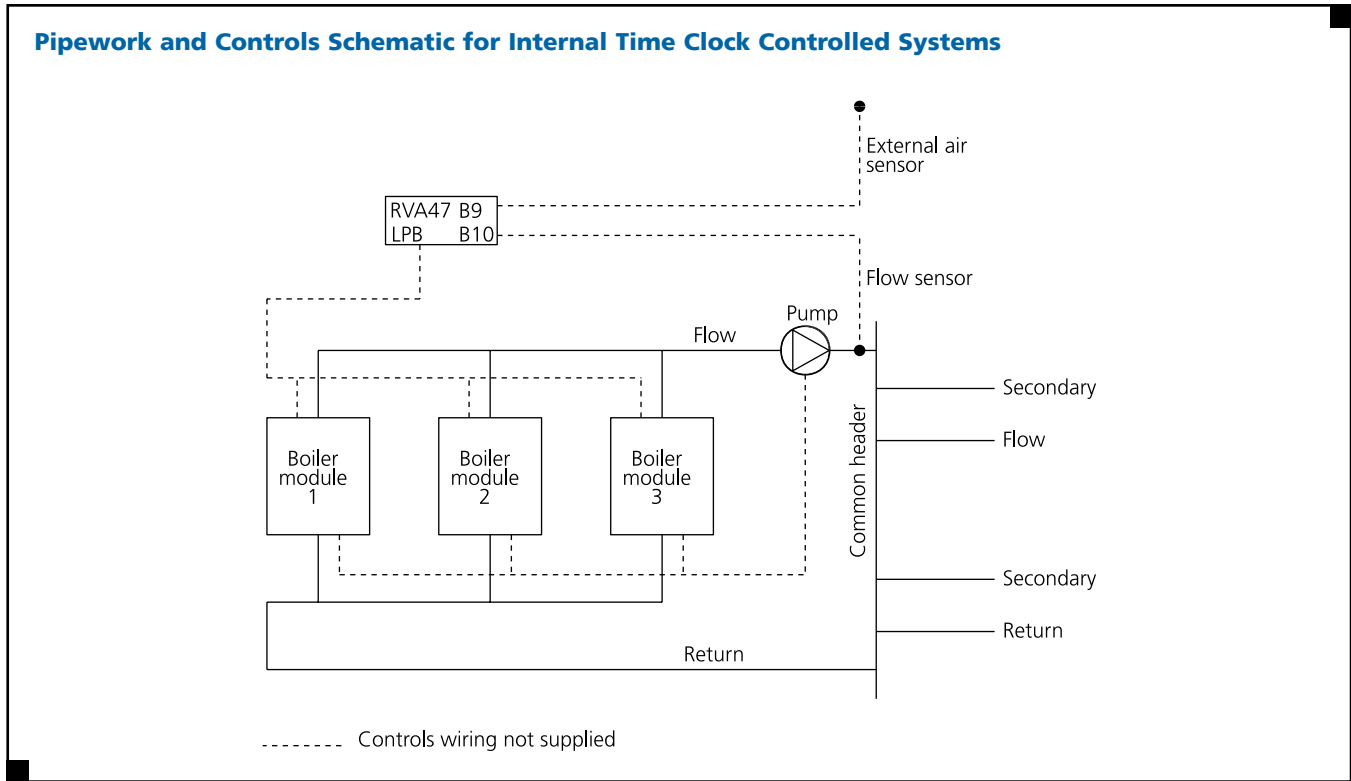 Pipework and Controls Schematic for Internal Time Clock Controlled Systems
External air
sensor
RVA47 B9
LPB B10
Flow sensor
Pump
Flow
Secondary
Flow
Common header
Boiler
module
1
Boiler
module
2
Boiler
module
3
Secondary
Return
Return
Controls wiring not supplied